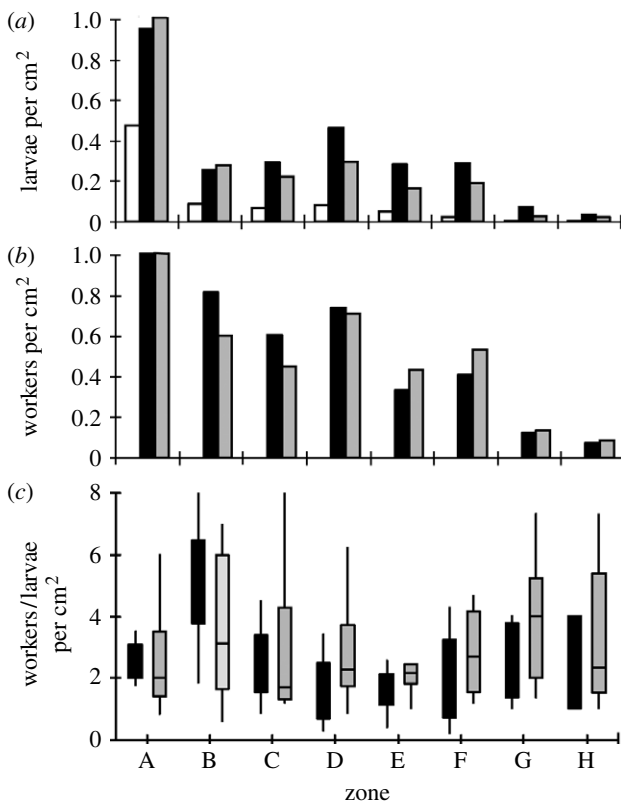 (a)
larvae per cm²
1.0
0.8
0.6
0.4
0.2
0
(b)
workers per cm²
1.0
0.8
0.6
0.4
0.2
0
(c)
workers/larvae
per cm²
8
6
4
2
0
A B C D E F G H
zone